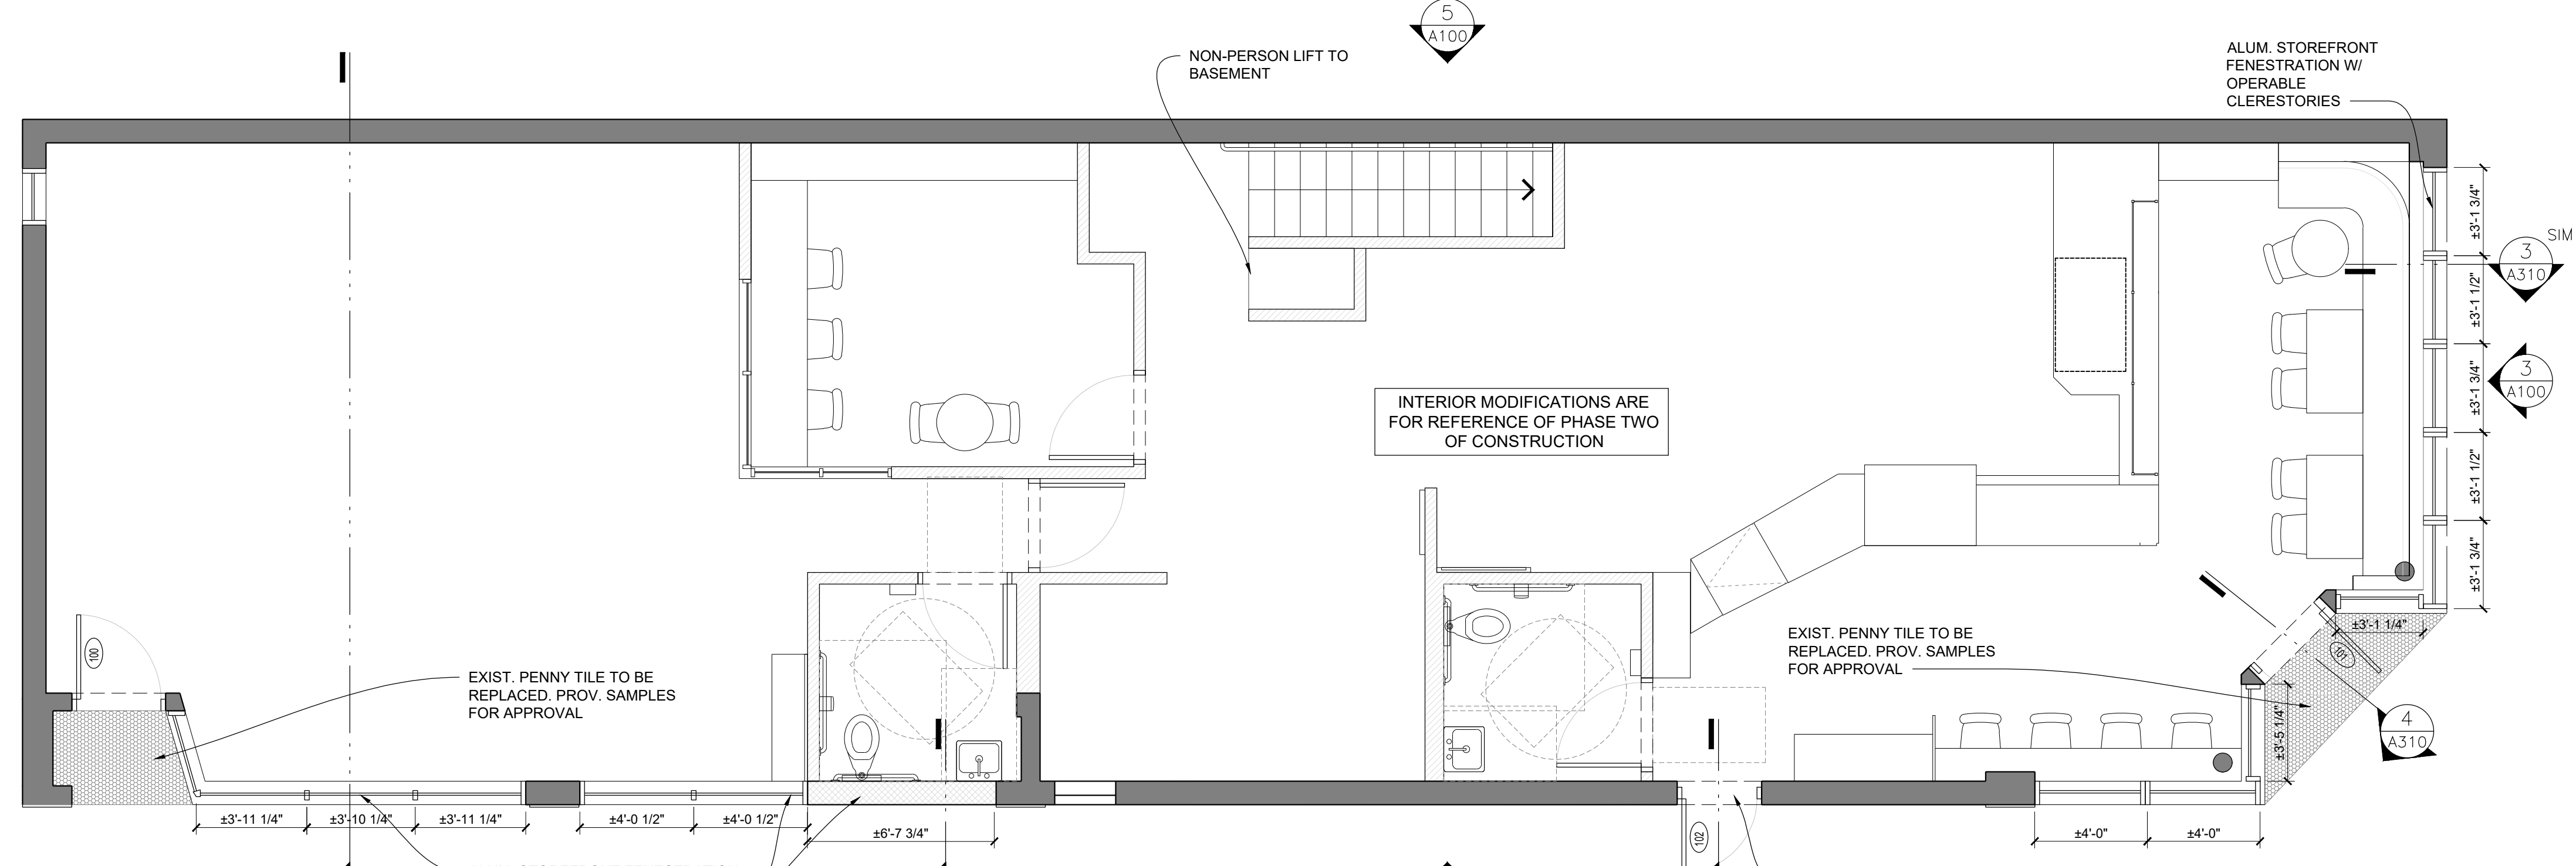 5
A100
NON-PERSON LIFT TO
BASEMENT
ALUM. STOREFRONT
FENESTRATION W/
OPERABLE
CLERESTORIES
±3'-1 3/4"
±3'-1 1/2"
±3'-1 3/4"
±3'-1 1/2"
±3'-1 3/4"
3
A310
SIM
3
A100
INTERIOR MODIFICATIONS ARE
FOR REFERENCE OF PHASE TWO
OF CONSTRUCTION
100
EXIST. PENNY TILE TO BE
REPLACED. PROV. SAMPLES
FOR APPROVAL
EXIST. PENNY TILE TO BE
REPLACED. PROV. SAMPLES
FOR APPROVAL
±3'-1 1/4"
101
±3'-5 1/4"
4
A310
±3'-11 1/4"
±3'-10 1/4"
±3'-11 1/4"
±4'-0 1/2"
±4'-0 1/2"
±6'-7 3/4"
102
±4'-0"
±4'-0"